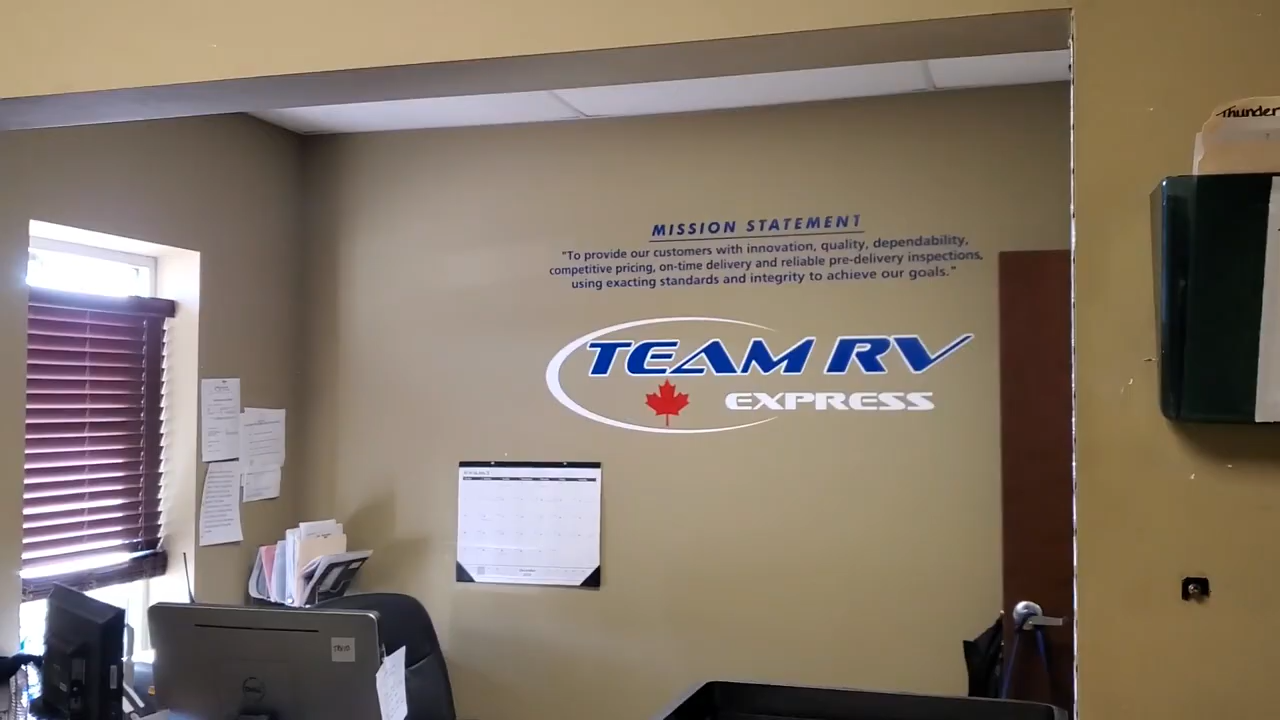 Thunder
MISSION STATEMENT
"To provide our customers with innovation, quality, dependability,
competitive pricing, on-time delivery and reliable pre-delivery inspections,
using exacting standards and integrity to achieve our goals."
TEAM RV
EXPRESS
DELL